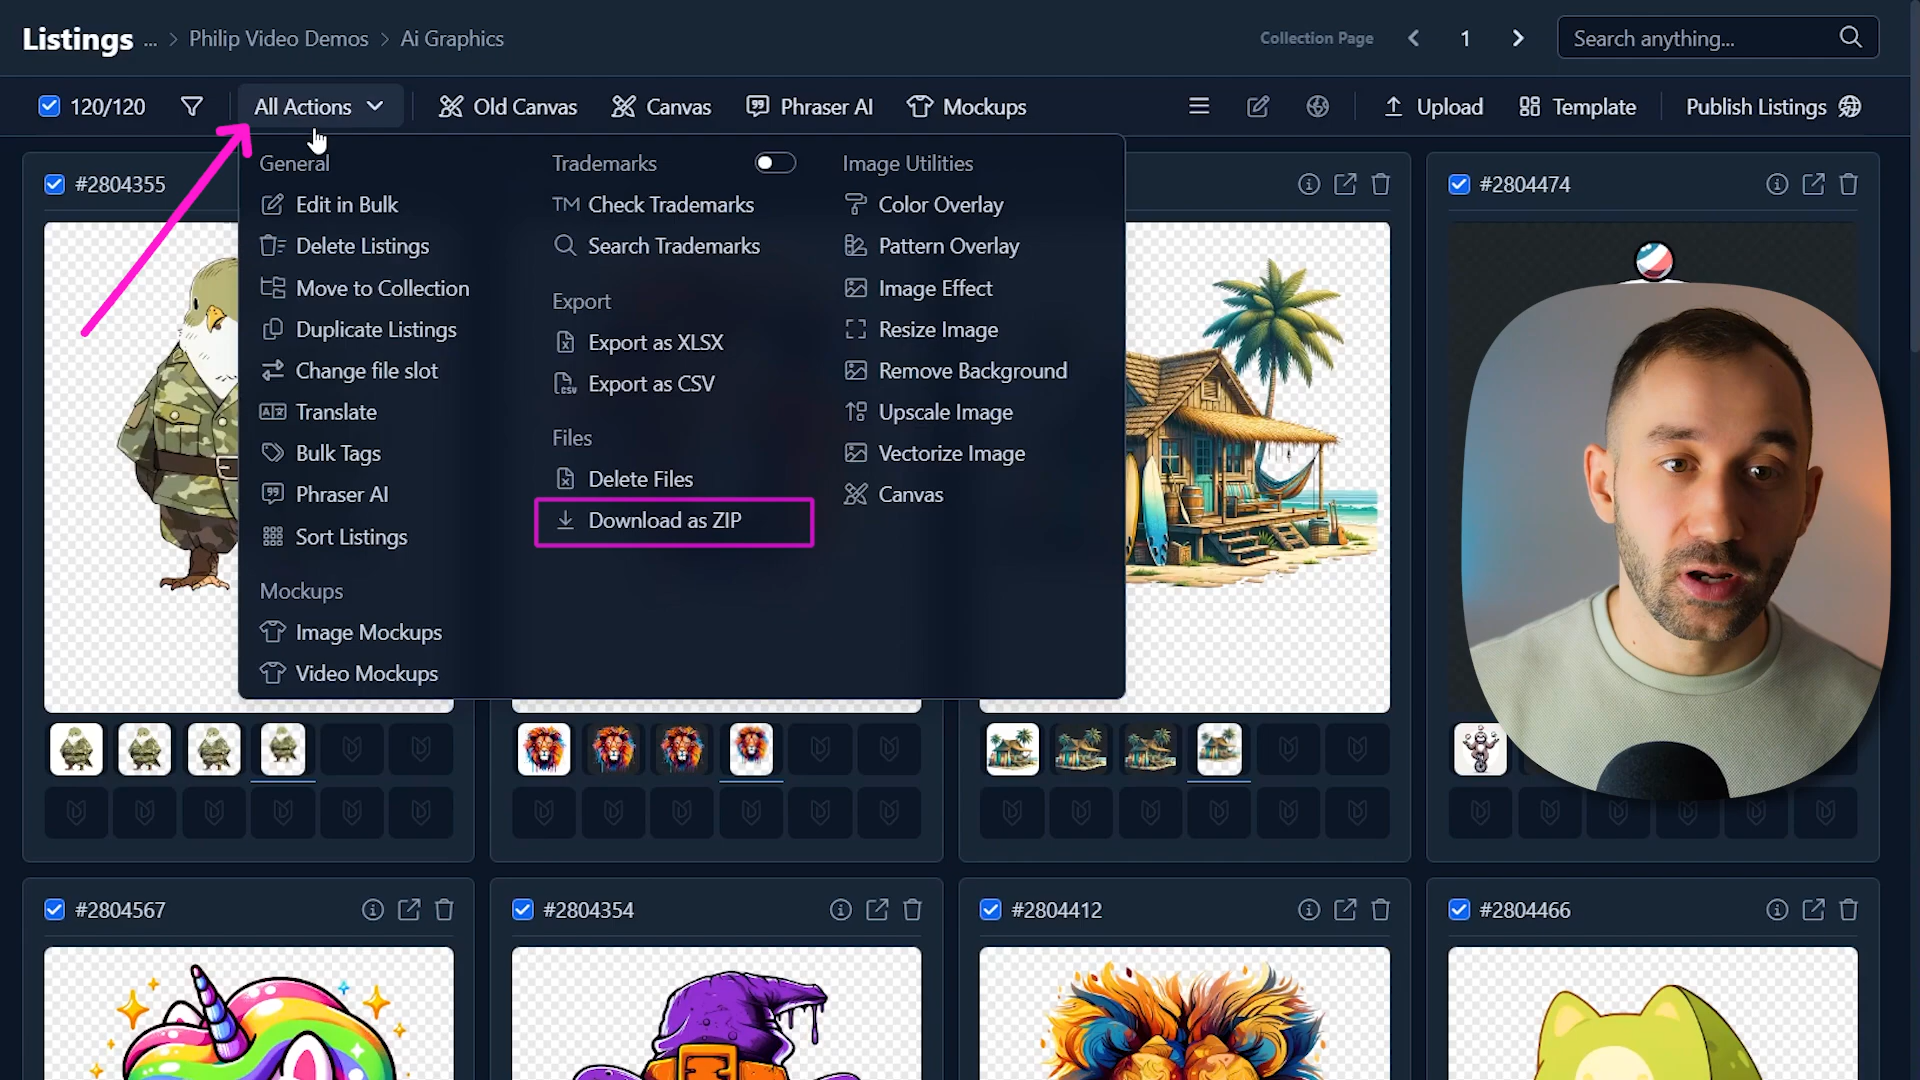 Listings ... > Philip Video Demos > Ai Graphics
Collection Page
1
Search anything...
120/120
All Actions
Old Canvas
Canvas
Phraser AI
Mockups
Upload
Template
Publish Listings
#2804355
#2804474
General
Edit in Bulk
Delete Listings
Move to Collection
Duplicate Listings
Change file slot
Translate
Bulk Tags
Phraser AI
Sort Listings
Mockups
Image Mockups
Video Mockups
Trademarks
TM Check Trademarks
Search Trademarks
Export
Export as XLSX
Export as CSV
Files
Delete Files
Download as ZIP
Image Utilities
Color Overlay
Pattern Overlay
Image Effect
Resize Image
Remove Background
Upscale Image
Vectorize Image
Canvas
#2804567
#2804354
#2804412
#2804466